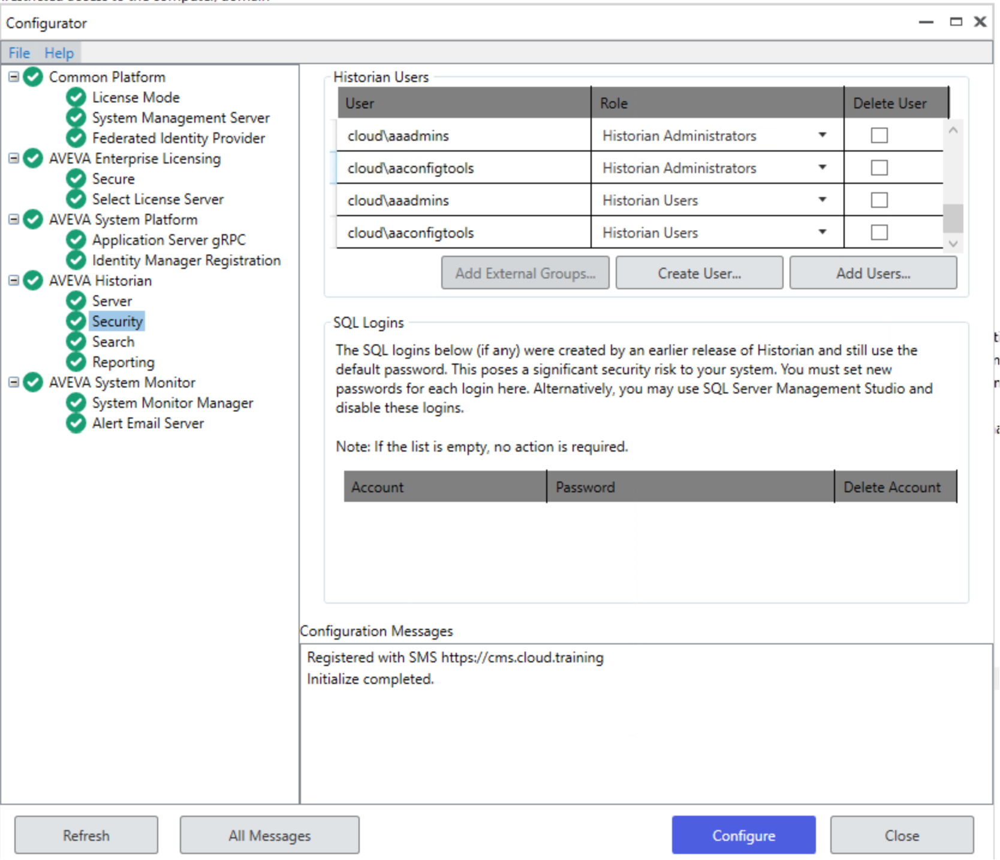 Configurator
File Help
Common Platform
License Mode
System Management Server
Federated Identity Provider
AVEVA Enterprise Licensing
Secure
Select License Server
AVEVA System Platform
Application Server gRPC
Identity Manager Registration
AVEVA Historian
Server
Security
Search
Reporting
AVEVA System Monitor
System Monitor Manager
Alert Email Server
Historian Users
User Role Delete User
cloud\aaadmins Historian Administrators
cloud\aaconfigtools Historian Administrators
cloud\aaadmins Historian Users
cloud\aaconfigtools Historian Users
Add External Groups... Create User... Add Users...
SQL Logins
The SQL logins below (if any) were created by an earlier release of Historian and still use the
default password. This poses a significant security risk to your system. You must set new
passwords for each login here. Alternatively, you may use SQL Server Management Studio and
disable these logins.
Note: If the list is empty, no action is required.
Account Password Delete Account
Configuration Messages
Registered with SMS https://cms.cloud.training
Initialize completed.
Refresh All Messages Configure Close